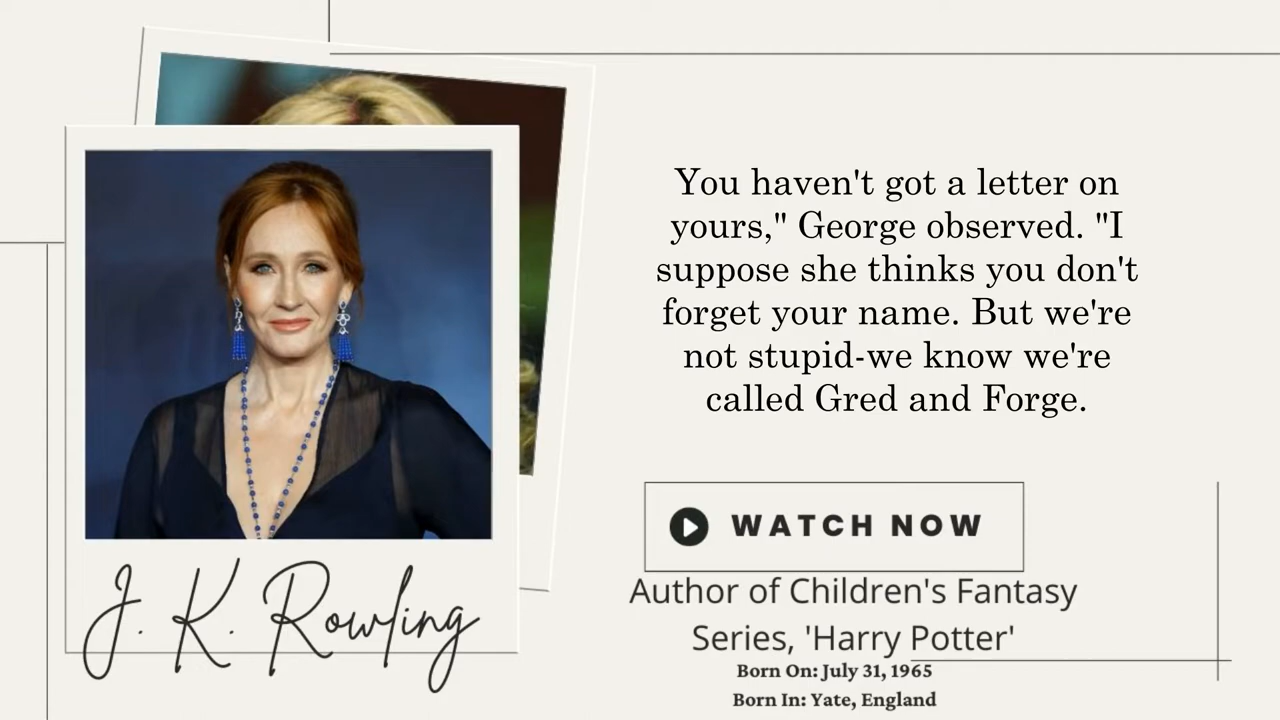 You haven't got a letter on
yours," George observed. "I
suppose she thinks you don't
forget your name. But we're
not stupid-we know we're
called Gred and Forge.
WATCH NOW
Author of Children's Fantasy
Series, 'Harry Potter'
Born On: July 31, 1965
Born In: Yate, England
J. K. Rowling